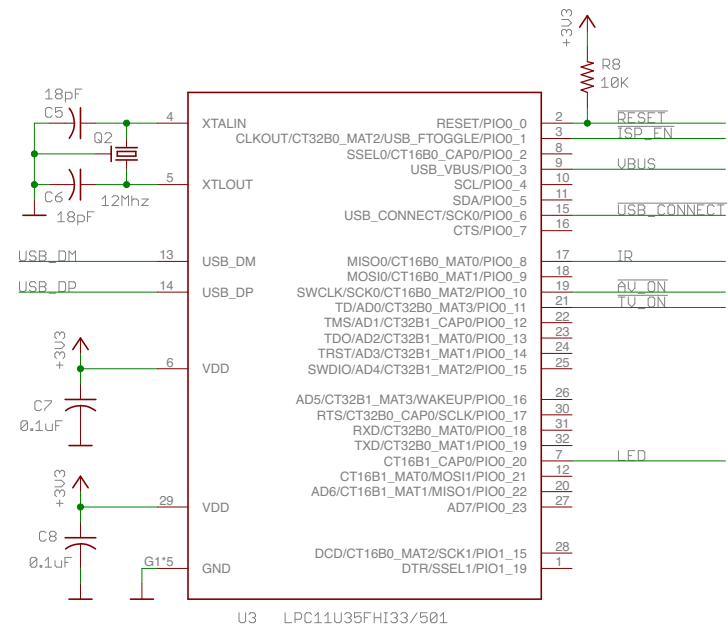 +3V3
R8
10K
18pF
C5
4 XTALIN
Q2
5 XTLOUT
C6
18pF
12Mhz
RESET/PIO0_0 2 RESET
CLKOUT/CT32B0_MAT2/USB_FTOGGLE/PIO0_1 3 ISP_EN
SSEL0/CT16B0_CAP0/PIO0_2 8
USB_VBUS/PIO0_3 9 VBUS
SCL/PIO0_4 10
SDA/PIO0_5 11
USB_CONNECT/SCK0/PIO0_6 15 USB_CONNECT
CTS/PIO0_7 16
USB_DM 13 USB_DM
USB_DP 14 USB_DP
MISO0/CT16B0_MAT0/PIO0_8 17 IR
MOSI0/CT16B0_MAT1/PIO0_9 18
SWCLK/SCK0/CT16B0_MAT2/PIO0_10 19 AV_ON
TD/AD0/CT32B0_MAT3/PIO0_11 21 TV_ON
TMS/AD1/CT32B1_CAP0/PIO0_12 22
TDO/AD2/CT32B1_MAT0/PIO0_13 23
TRST/AD3/CT32B1_MAT1/PIO0_14 24
SWDIO/AD4/CT32B1_MAT2/PIO0_15 25
+3V3
6 VDD
C7
0.1uF
AD5/CT32B1_MAT3/WAKEUP/PIO0_16 26
RTS/CT32B0_CAP0/SCLK/PIO0_17 30
RXD/CT32B0_MAT0/PIO0_18 31
TXD/CT32B0_MAT1/PIO0_19 32
CT16B1_CAP0/PIO0_20 7 LED
CT16B1_MAT0/MOSI1/PIO0_21 12
AD6/CT16B1_MAT1/MISO1/PIO0_22 20
AD7/PIO0_23 27
+3V3
29 VDD
C8
0.1uF
G1*5 GND
DCD/CT16B0_MAT2/SCK1/PIO1_15 28
DTR/SSEL1/PIO1_19 1
U3 LPC11U35FHI33/501